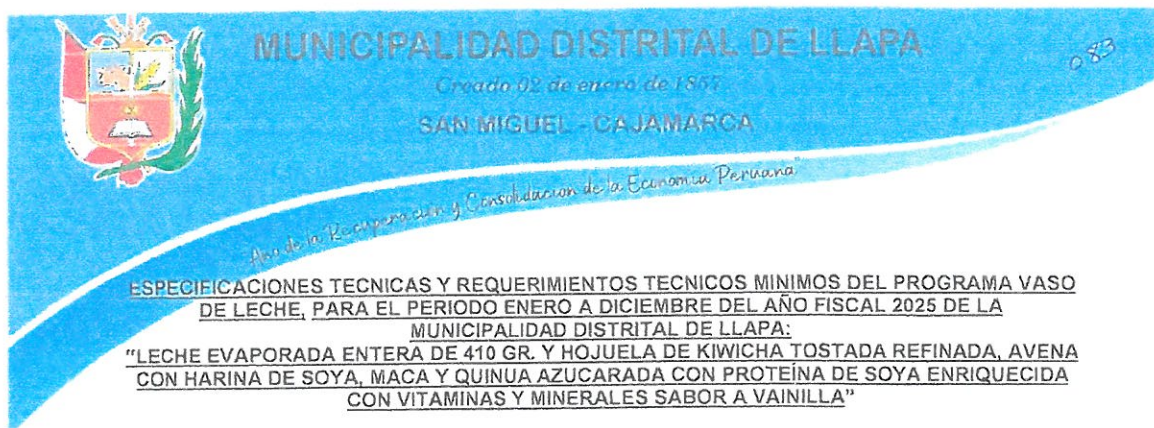 MUNICIPALIDAD DISTRITAL DE LLAPA
083
Creado 02 de enero de 1857
SAN MIGUEL - CAJAMARCA
Año de la Recuperación y Consolidación de la Economía Peruana"
ESPECIFICACIONES TECNICAS Y REQUERIMIENTOS TECNICOS MINIMOS DEL PROGRAMA VASO
DE LECHE, PARA EL PERIODO ENERO A DICIEMBRE DEL AÑO FISCAL 2025 DE LA
MUNICIPALIDAD DISTRITAL DE LLAPA:
"LECHE EVAPORADA ENTERA DE 410 GR. Y HOJUELA DE KIWICHA TOSTADA REFINADA, AVENA
CON HARINA DE SOYA, MACA Y QUINUA AZUCARADA CON PROTEÍNA DE SOYA ENRIQUECIDA
CON VITAMINAS Y MINERALES SABOR A VAINILLA"